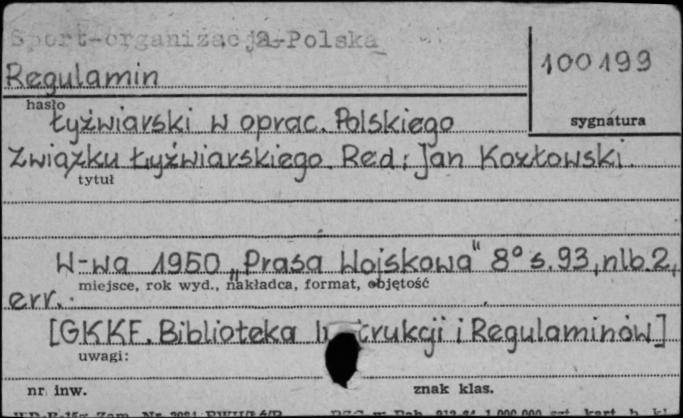 Sport-organizacja-Polska
Regulamin
100199
hasło
sygnatura
Łyżwiarski w oprac. Polskiego
Związku Łyżwiarskiego. Red: Jan Kozłowski.
tytuł
W-wa 1950 „Prasa Wojskowa" 8° s.93, nlb.2,
miejsce, rok wyd., nakładca, format, objętość
err.
[GKKF. Biblioteka In trukcji i Regulaminów]
uwagi:
nr inw.
znak klas.